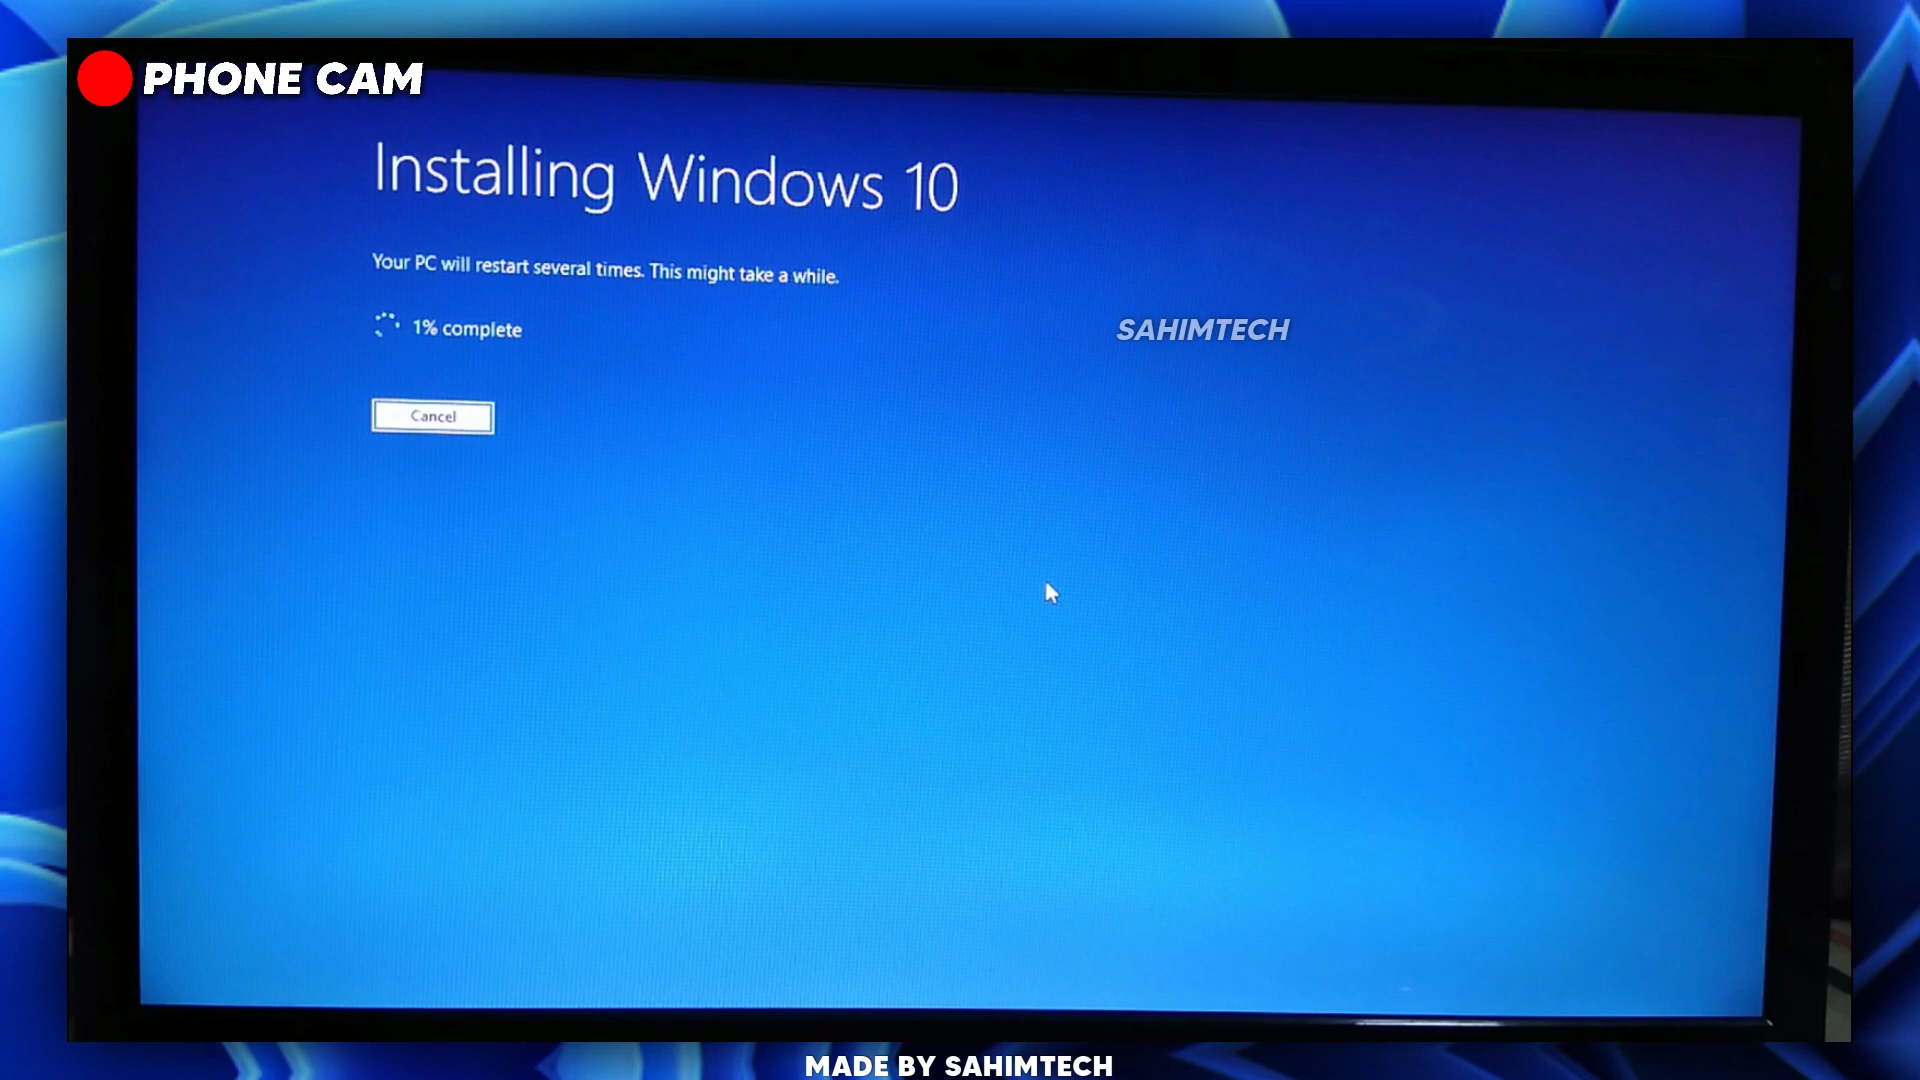 PHONE CAM
Installing Windows 10
Your PC will restart several times. This might take a while.
1% complete
SAHIMTECH
Cancel
MADE BY SAHIMTECH